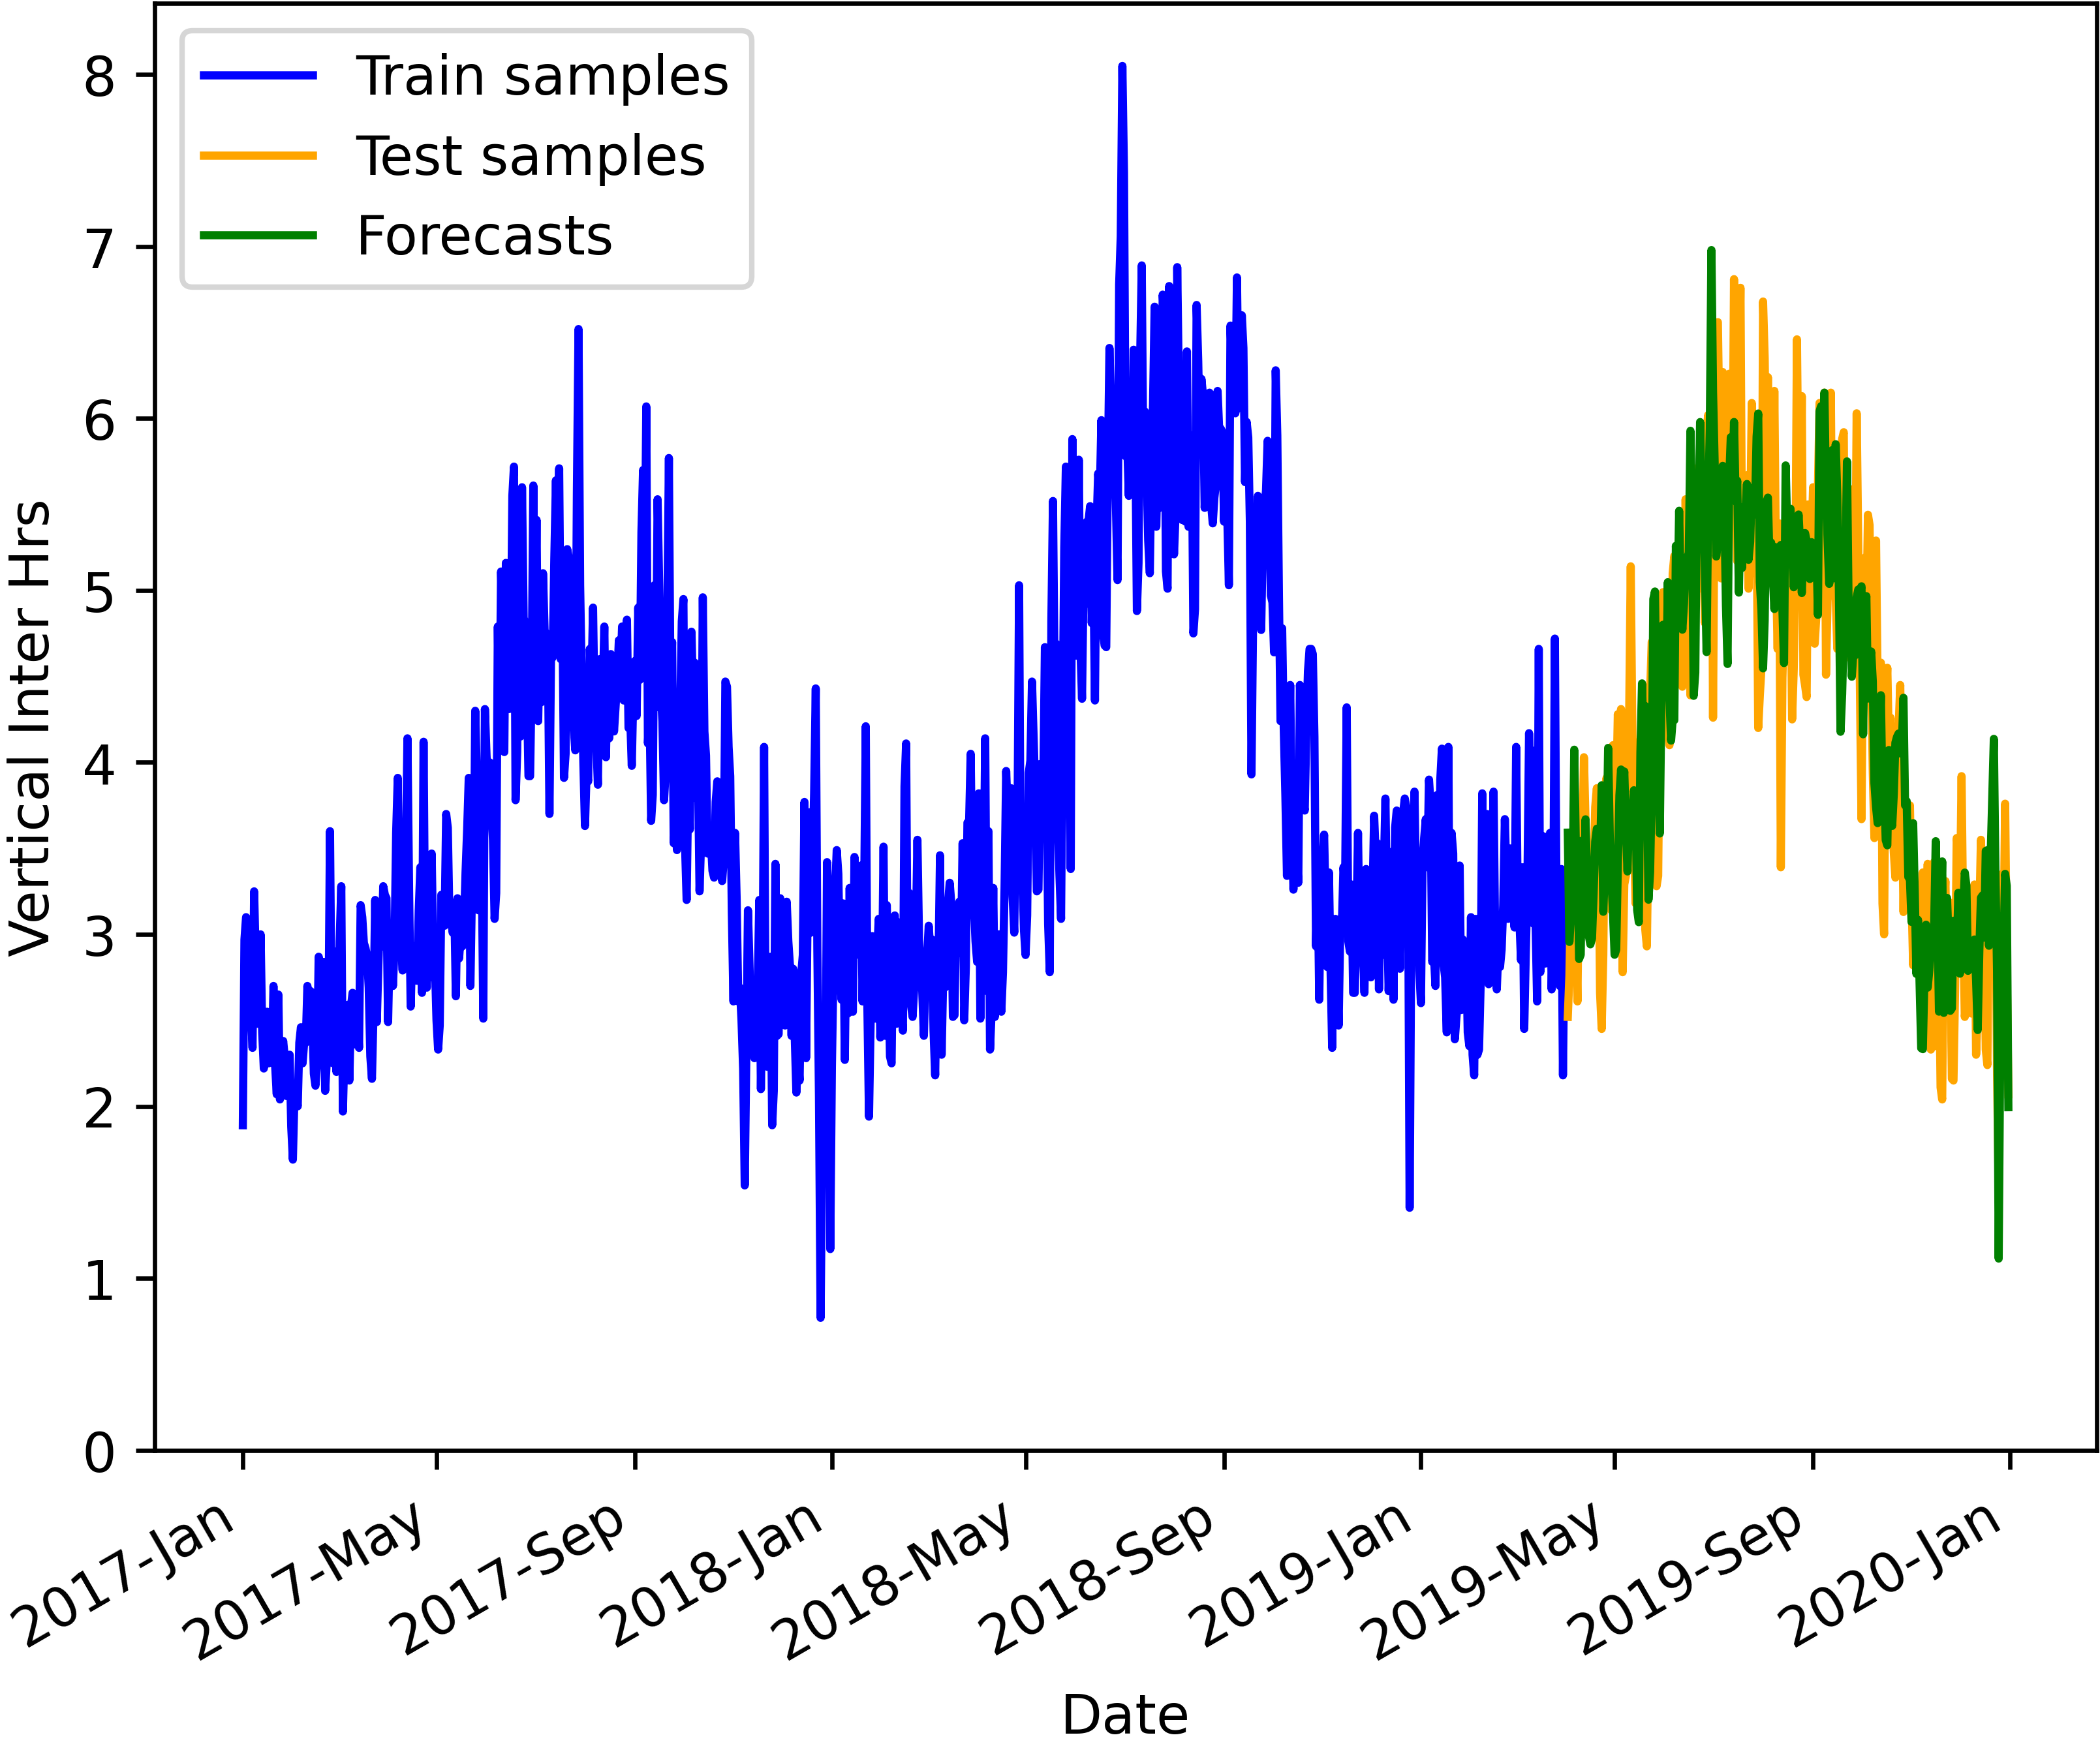 Train samples
Test samples
Forecasts
8
7
6
5
4
3
2
1
0
Vertical Inter Hrs
2017-Jan
2017-May
2017-Sep
2018-Jan
2018-May
2018-Sep
2019-Jan
2019-May
2019-Sep
2020-Jan
Date